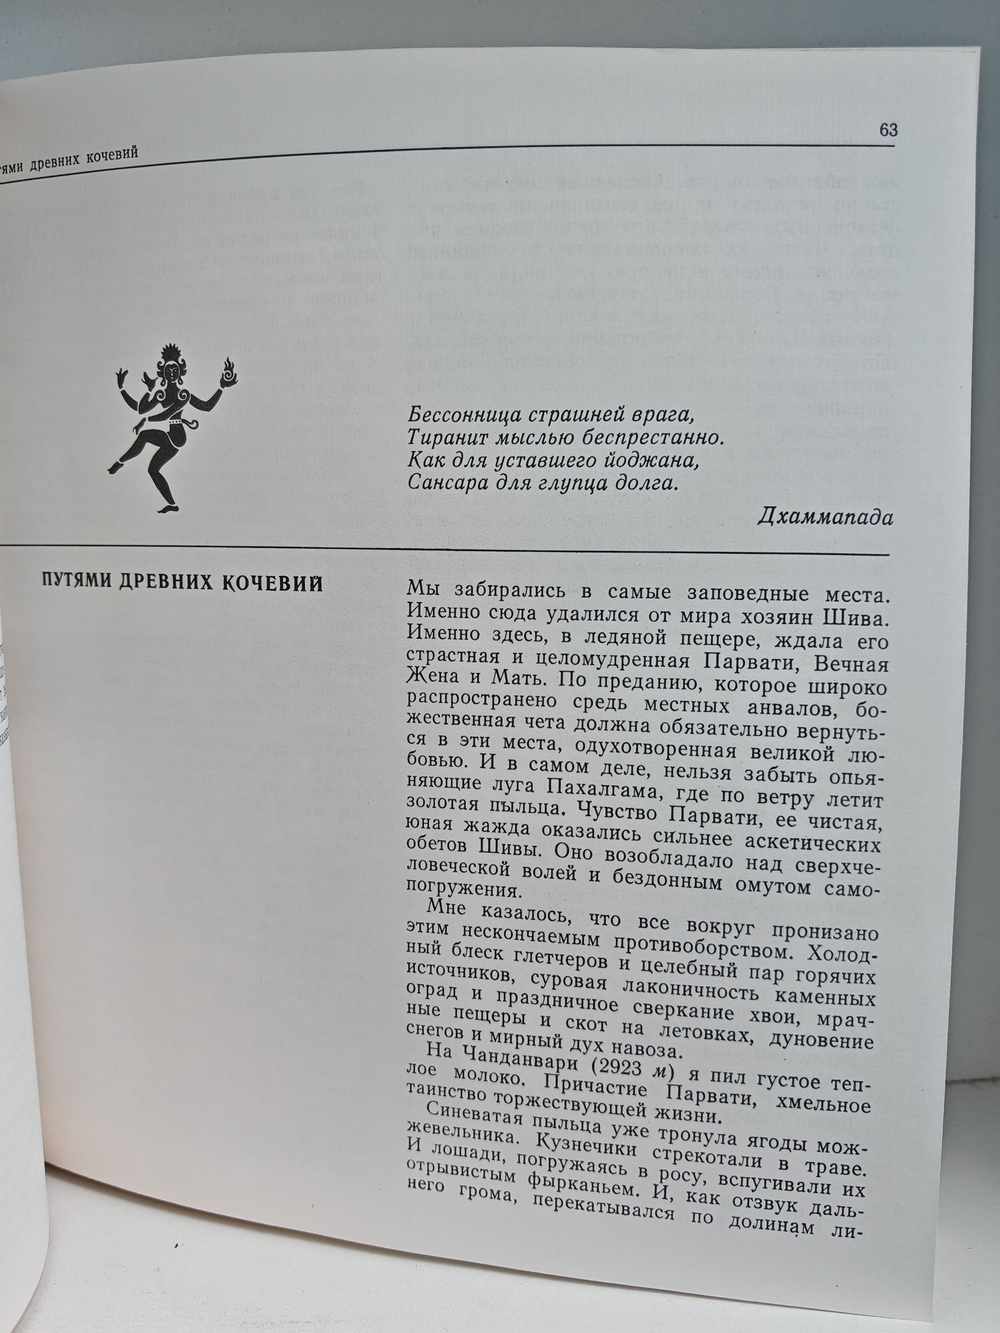 63
древних кочевий
Бессонница страшней врага,
Тиранит мыслью беспрестанно.
Как для уставшего йоджана,
Сансара для глупца долга.
Дхаммапада
ПУТЯМИ ДРЕВНИХ КОЧЕВИЙ
Мы забирались в самые заповедные места.
Именно сюда удалился от мира хозяин Шива.
Именно здесь, в ледяной пещере, ждала его
страстная и целомудренная Парвати, Вечная
Жена и Мать. По преданию, которое широко
распространено средь местных анвалов, бо-
жественная чета должна обязательно вернуть-
ся в эти места, одухотворенная великой лю-
бовью. И в самом деле, нельзя забыть опья-
няющие луга Пахалгама, где по ветру летит
золотая пыльца. Чувство Парвати, ее чистая,
юная жажда оказались сильнее аскетических
обетов Шивы. Оно возобладало над сверхче-
ловеческой волей и бездонным омутом само-
погружения.
Мне казалось, что все вокруг пронизано
этим нескончаемым противоборством. Холод-
ный блеск глетчеров и целебный пар горячих
источников, суровая лаконичность каменных
оград и праздничное сверкание хвои, мрач-
ные пещеры и скот на летовках, дуновение
снегов и мирный дух навоза.
На Чанданвари (2923 м) я пил густое теп-
лое молоко. Причастие Парвати, хмельное
таинство торжествующей жизни.
Синеватая пыльца уже тронула ягоды мож-
жевельника. Кузнечики стрекотали в траве.
И лошади, погружаясь в росу, вспугивали их
отрывистым фырканьем. И, как отзвук даль-
него грома, перекатывался по долинам ли-